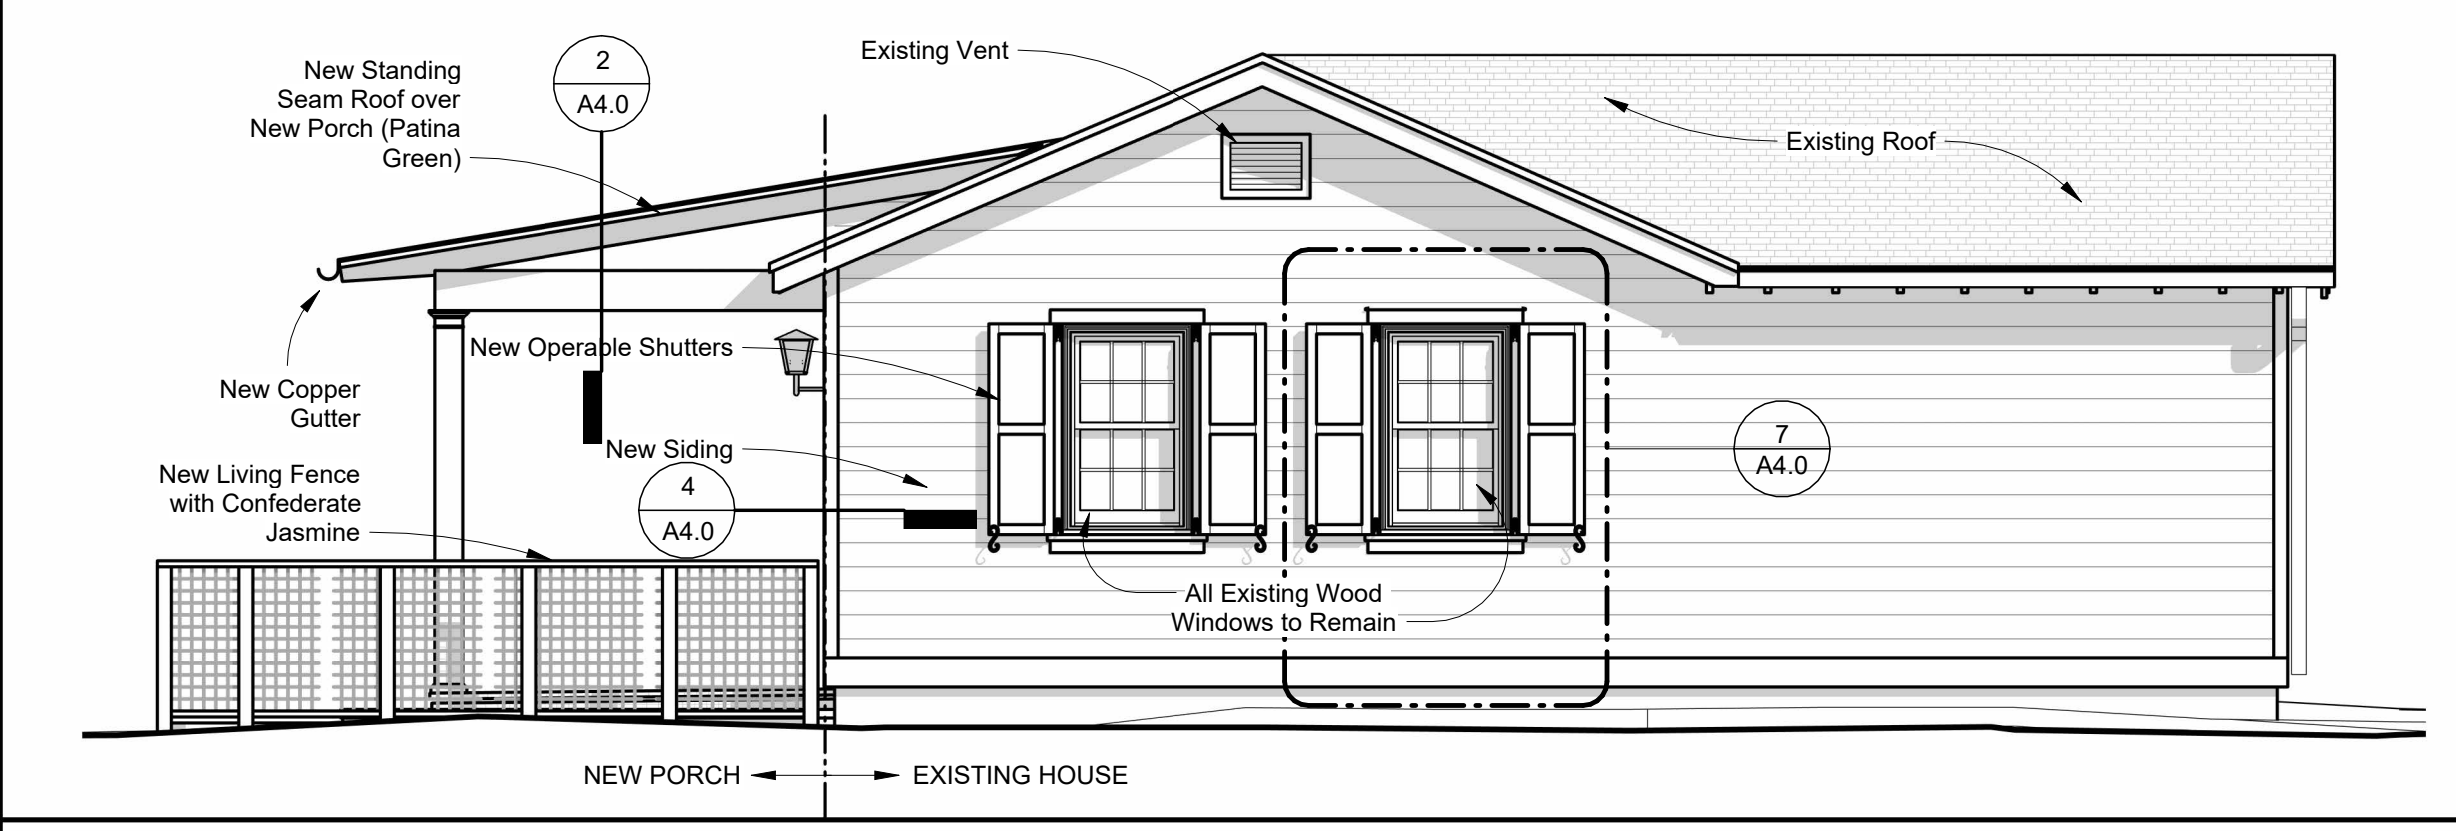 New Standing
Seam Roof over
New Porch (Patina
Green)
2
A4.0
Existing Vent
Existing Roof
New Copper
Gutter
New Operable Shutters
New Siding
4
A4.0
7
A4.0
New Living Fence
with Confederate
Jasmine
All Existing Wood
Windows to Remain
NEW PORCH
EXISTING HOUSE